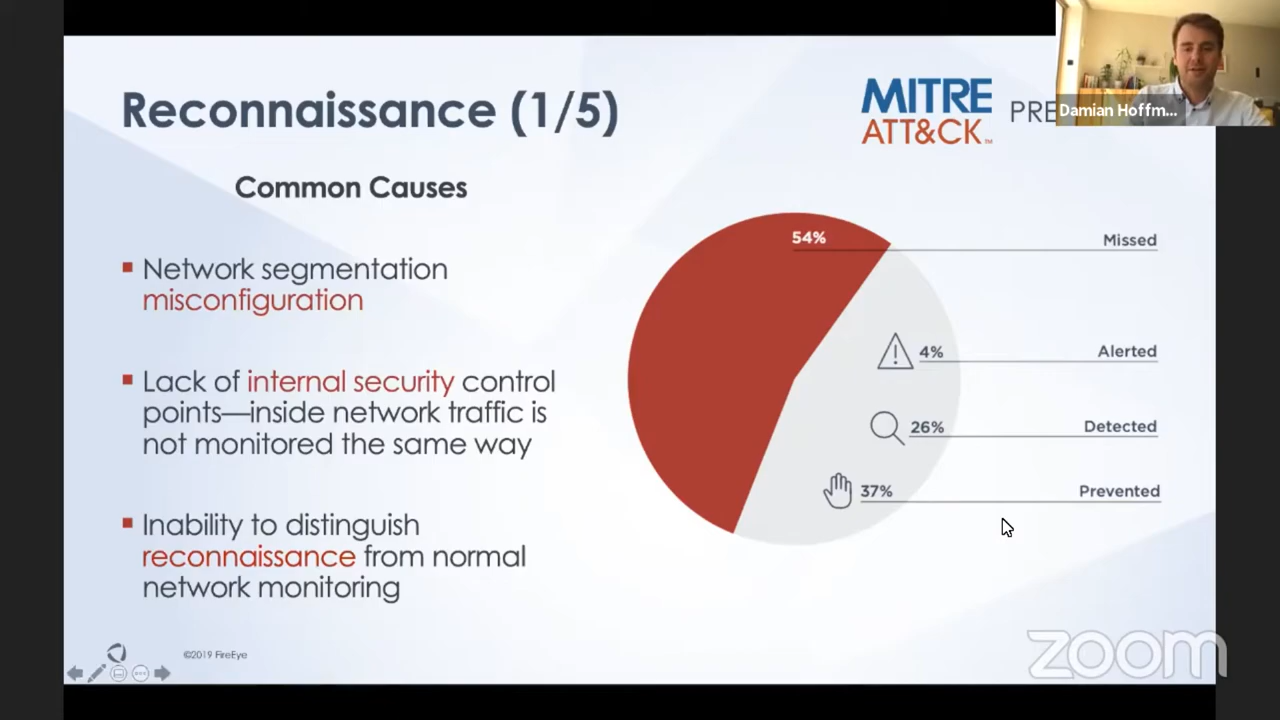 Reconnaissance (1/5)
MITRE
ATT&CK™
PRE
Damian Hoffm...
Common Causes
Network segmentation
misconfiguration
Lack of internal security control
points—inside network traffic is
not monitored the same way
Inability to distinguish
reconnaissance from normal
network monitoring
54% Missed
4% Alerted
26% Detected
37% Prevented
©2019 FireEye
zoom